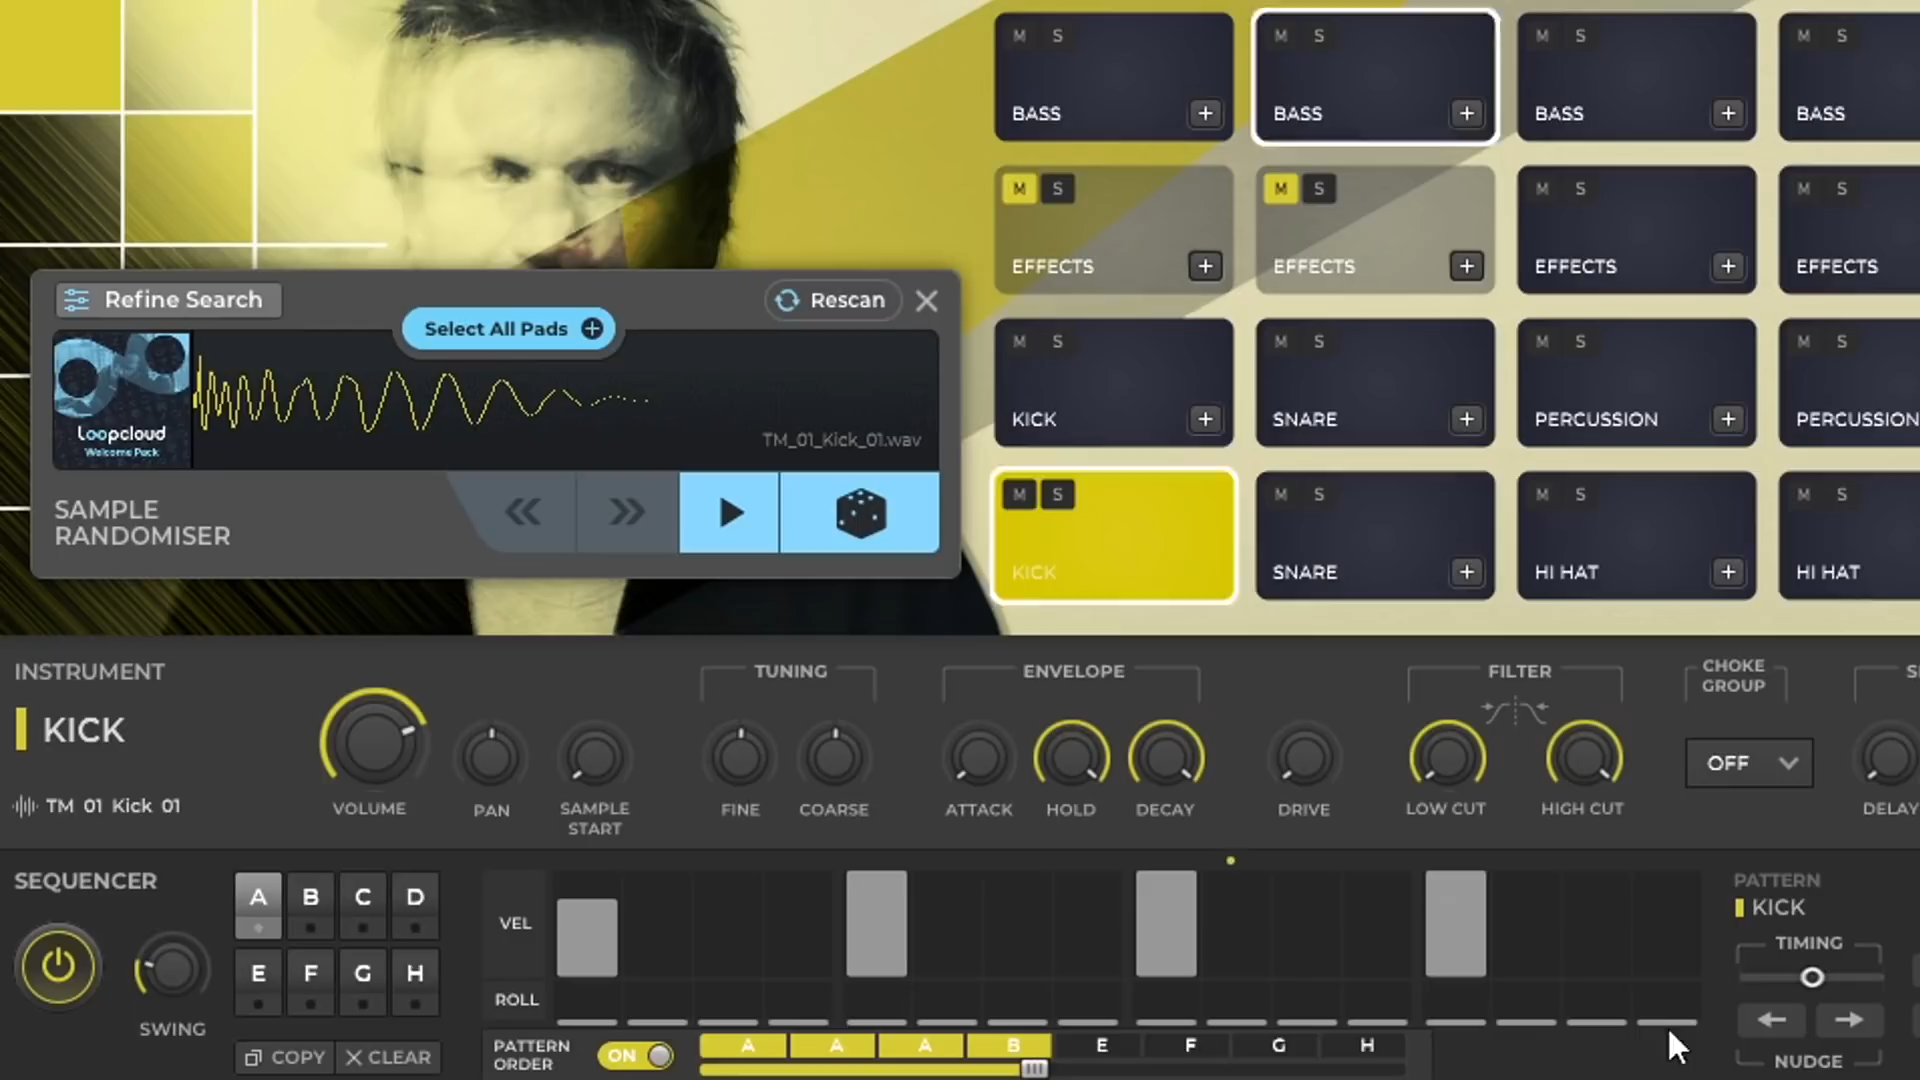 M S
M S
M S
M S
BASS
BASS
BASS
BASS
M S
M S
M S
M S
EFFECTS
EFFECTS
EFFECTS
EFFECTS
Refine Search
Select All Pads
Rescan
Loopcloud
Welcome Pack
TM_01_Kick_01.wav
SAMPLE
RANDOMISER
M S
M S
M S
M S
KICK
SNARE
PERCUSSION
PERCUSSION
M S
M S
M S
M S
KICK
SNARE
HI HAT
HI HAT
INSTRUMENT
KICK
TM 01 Kick 01
VOLUME
PAN
SAMPLE
START
TUNING
FINE
COARSE
ENVELOPE
ATTACK
HOLD
DECAY
DRIVE
FILTER
LOW CUT
HIGH CUT
CHOKE
GROUP
OFF
DELAY
SEQUENCER
SWING
A B C D
E F G H
COPY
CLEAR
VEL
ROLL
PATTERN
ORDER
ON
A A A B E F G H
PATTERN
KICK
TIMING
NUDGE